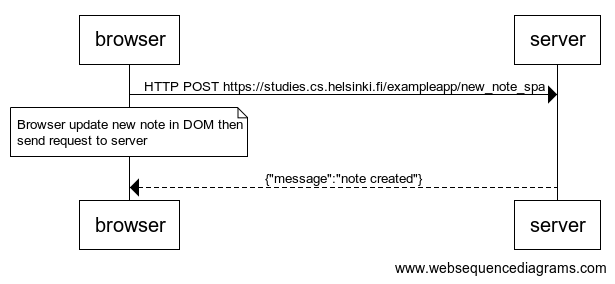 browser
server
HTTP POST https://studies.cs.helsinki.fi/exampleapp/new_note_spa
Browser update new note in DOM then
send request to server
{"message":"note created"}
browser
server
www.websequencediagrams.com